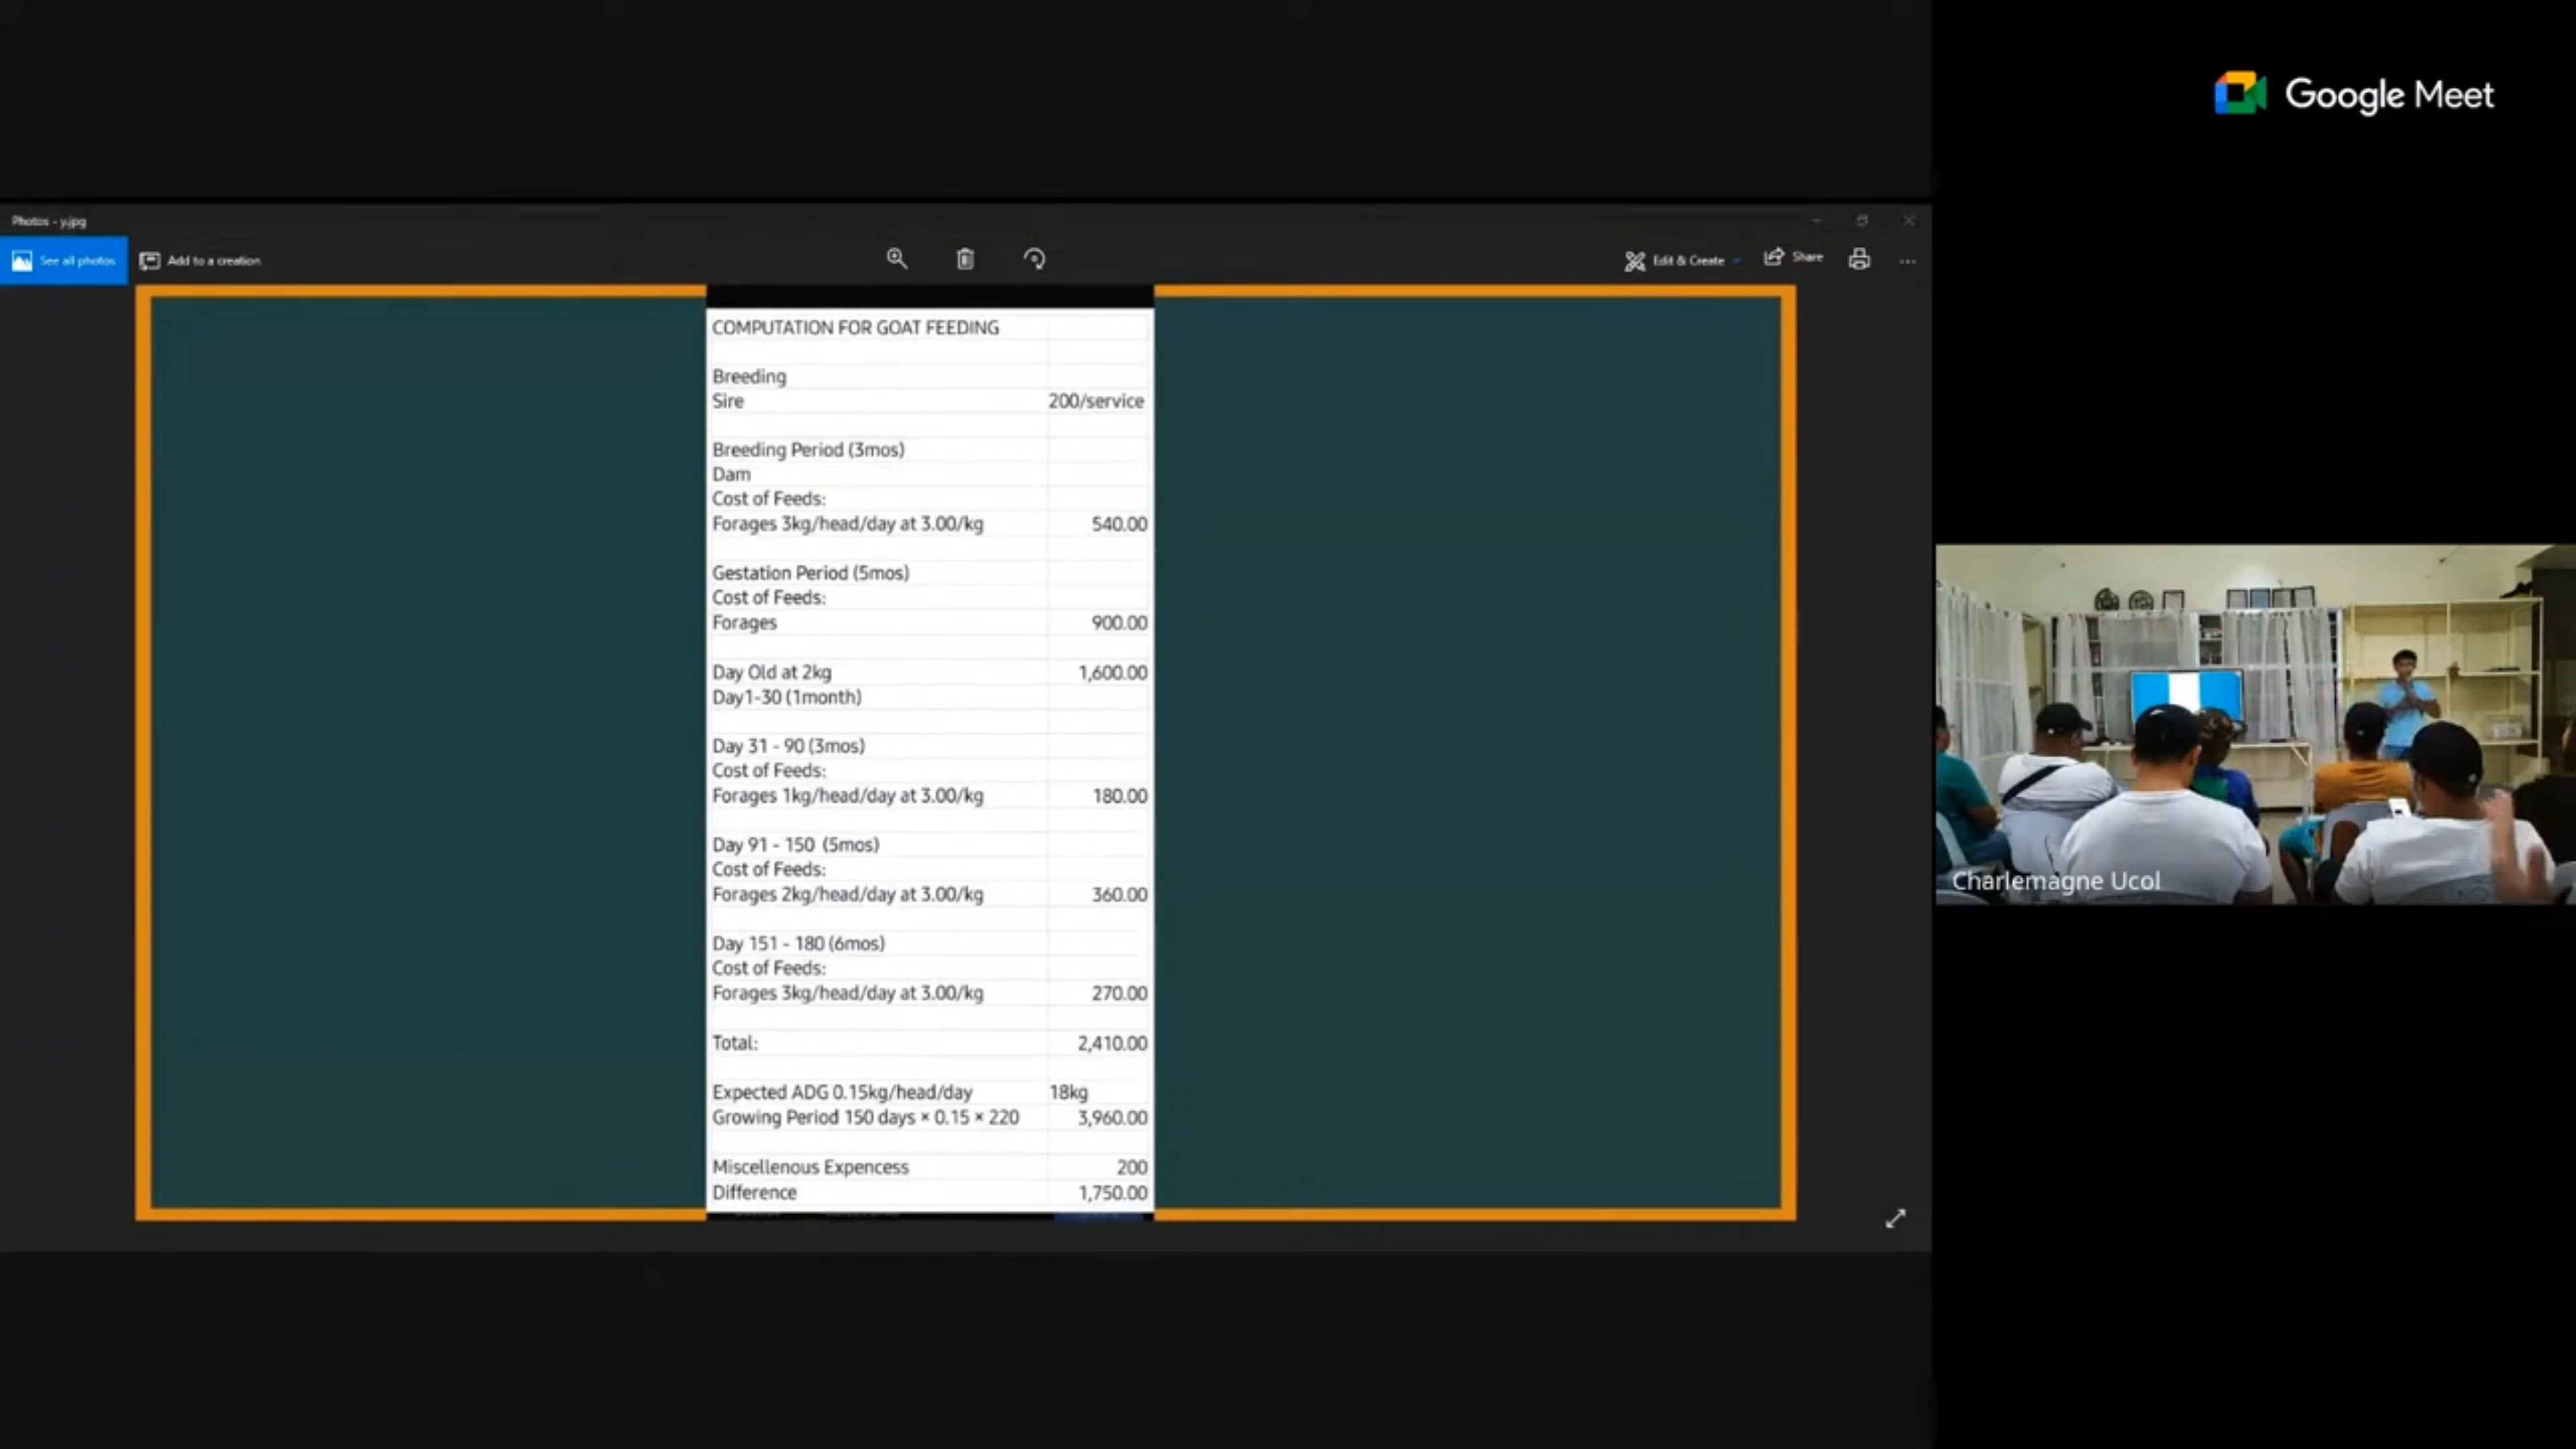 Google Meet
Photos - y.jpg
See all photos
Add to a creation
Edit & Create
Share
COMPUTATION FOR GOAT FEEDING
Breeding
Sire 200/service
Breeding Period (3mos)
Dam
Cost of Feeds:
Forages 3kg/head/day at 3.00/kg 540.00
Gestation Period (5mos)
Cost of Feeds:
Forages 900.00
Day Old at 2kg 1,600.00
Day1-30 (1month)
Day 31 - 90 (3mos)
Cost of Feeds:
Forages 1kg/head/day at 3.00/kg 180.00
Day 91 - 150 (5mos)
Cost of Feeds:
Forages 2kg/head/day at 3.00/kg 360.00
Day 151 - 180 (6mos)
Cost of Feeds:
Forages 3kg/head/day at 3.00/kg 270.00
Total: 2,410.00
Expected ADG 0.15kg/head/day 18kg
Growing Period 150 days × 0.15 × 220 3,960.00
Miscellenous Expencess 200
Difference 1,750.00
Charlemagne Ucol